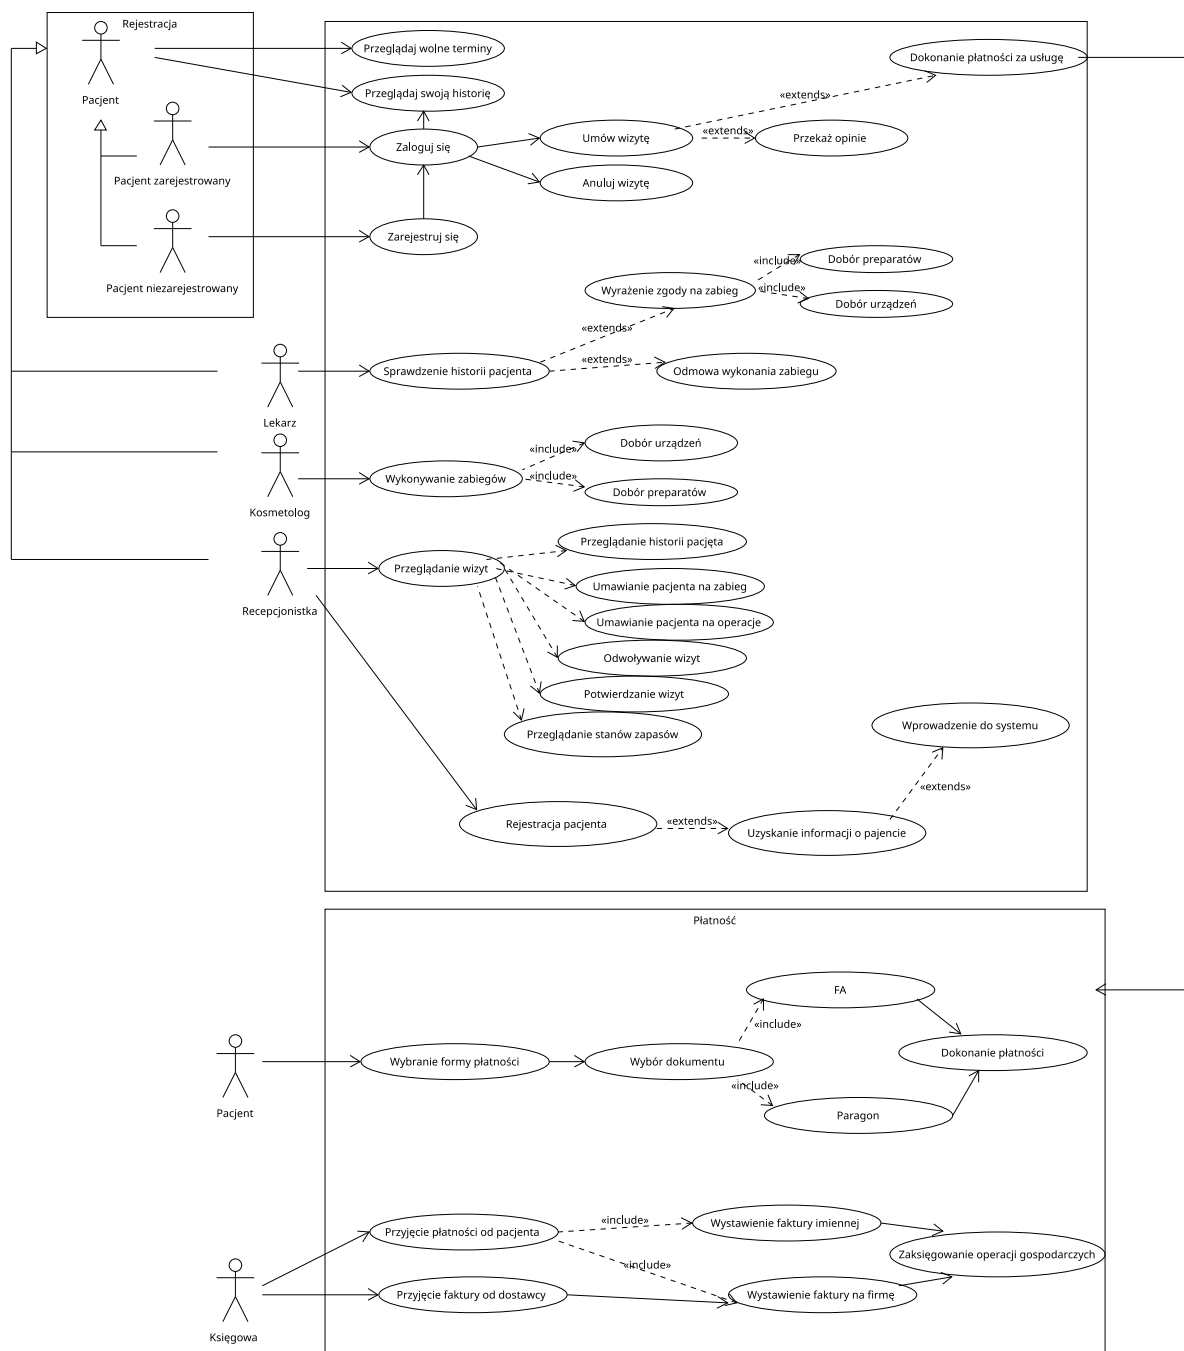 Rejestracja
Pacjent
Pacjent zarejestrowany
Pacjent niezarejestrowany
Przeglądaj wolne terminy
Przeglądaj swoją historię
Zaloguj się
Zarejestruj się
Umów wizytę
Anuluj wizytę
«extends»
Dokonanie płatności za usługę
«extends»
Przekaż opinie
Lekarz
Sprawdzenie historii pacjenta
«extends»
Wyrażenie zgody na zabieg
«include»
Dobór preparatów
«include»
Dobór urządzeń
«extends»
Odmowa wykonania zabiegu
Kosmetolog
Wykonywanie zabiegów
«include»
Dobór urządzeń
«include»
Dobór preparatów
Recepcjonistka
Przeglądanie wizyt
Przeglądanie historii pacjęta
Umawianie pacjenta na zabieg
Umawianie pacjenta na operacje
Odwoływanie wizyt
Potwierdzanie wizyt
Przeglądanie stanów zapasów
Rejestracja pacjenta
«extends»
Uzyskanie informacji o pajencie
«extends»
Wprowadzenie do systemu
Płatność
Pacjent
Wybranie formy płatności
Wybór dokumentu
«include»
FA
«include»
Paragon
Dokonanie płatności
Księgowa
Przyjęcie płatności od pacjenta
Przyjęcie faktury od dostawcy
«include»
Wystawienie faktury imiennej
«include»
Wystawienie faktury na firmę
Zaksięgowanie operacji gospodarczych